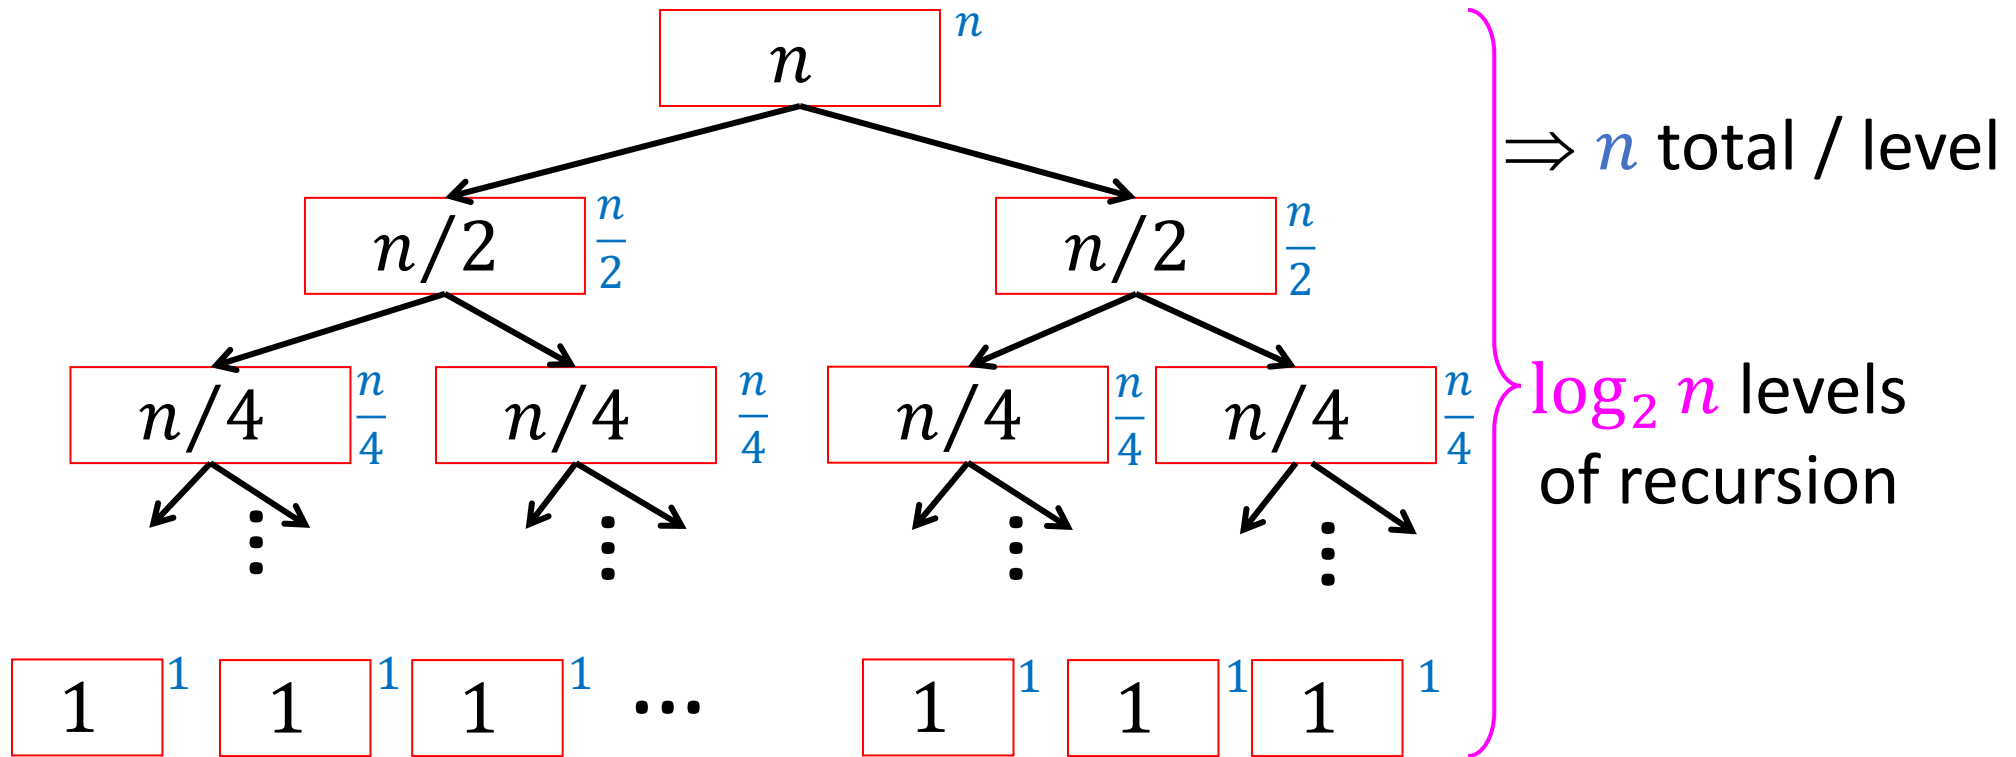 n n
⇒ n total / level
n/2 n/2 n/2 n/2
n/4 n/4 n/4 n/4 n/4 n/4 n/4 n/4
log₂ n levels
of recursion
⋮ ⋮ ⋮ ⋮
1 1 1 1 1 1 ⋯ 1 1 1 1 1 1